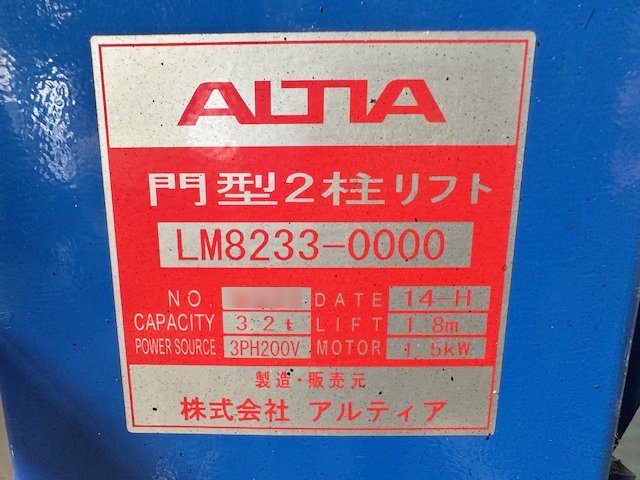 ALTIA
門型2柱リフト
LM8233-0000
NO. DATE 14-H
CAPACITY 3.2t LIFT 1.8m
POWER SOURCE 3PH200V MOTOR 1.5kW
製造・販売元
株式会社 アルティア